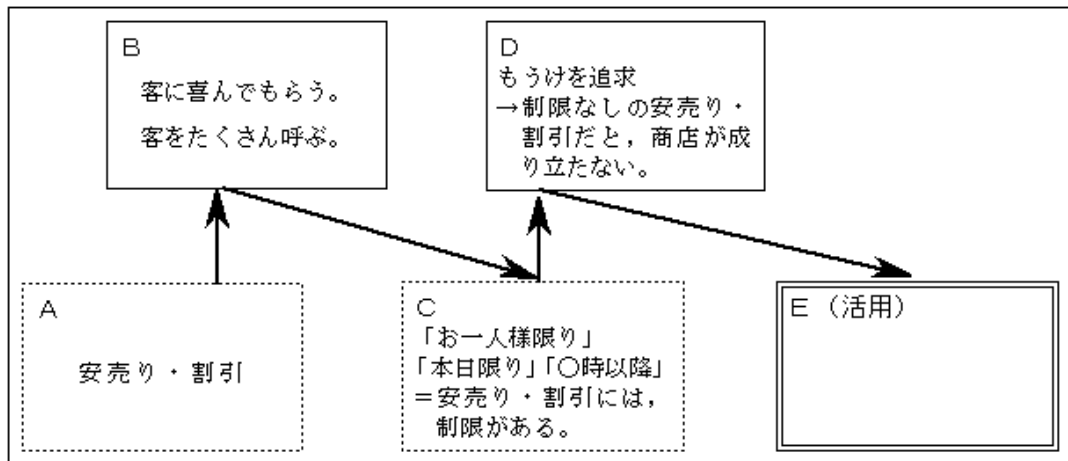 B
客に喜んでもらう。
客をたくさん呼ぶ。
D
もうけを追求
→制限なしの安売り・
割引だと，商店が成
り立たない。
A
安売り・割引
C
「お一人様限り」
「本日限り」「〇時以降」
＝安売り・割引には，
制限がある。
E（活用）